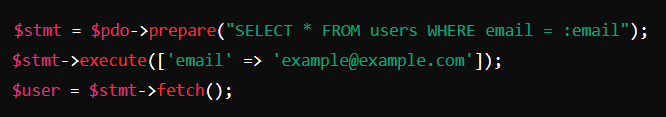 $stmt = $pdo->prepare("SELECT * FROM users WHERE email = :email");
$stmt->execute(['email' => 'example@example.com']);
$user = $stmt->fetch();